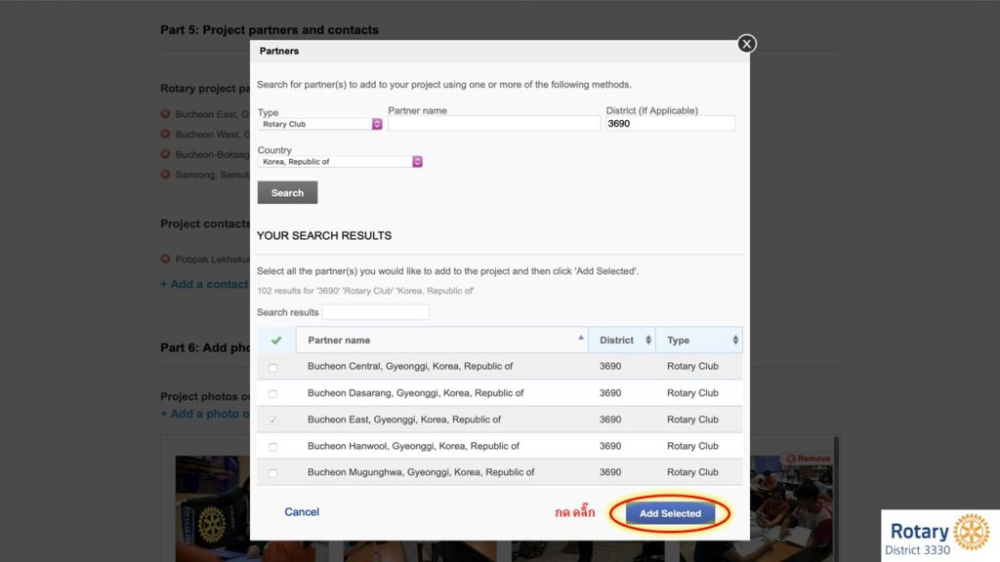 Part 5: Project partners and contacts
Partners
Search for partner(s) to add to your project using one or more of the following methods.
Rotary project pa
Type
Partner name
District (If Applicable)
Bucheon East, G
Rotary Club
3690
Bucheon West, G
Country
Bucheon-Boksag
Korea, Republic of
Samrong, Samutp
Search
Project contacts
YOUR SEARCH RESULTS
Pobpak Lekhakul
Select all the partner(s) you would like to add to the project and then click 'Add Selected'.
+ Add a contact
102 results for '3690' 'Rotary Club' 'Korea, Republic of'
Search results
Part 6: Add pho
Partner name District Type
Bucheon Central, Gyeonggi, Korea, Republic of 3690 Rotary Club
Project photos or
Bucheon Dasarang, Gyeonggi, Korea, Republic of 3690 Rotary Club
+ Add a photo o
Bucheon East, Gyeonggi, Korea, Republic of 3690 Rotary Club
Bucheon Hanwool, Gyeonggi, Korea, Republic of 3690 Rotary Club
Remove
Bucheon Mugunghwa, Gyeonggi, Korea, Republic of 3690 Rotary Club
Cancel
กด คลิ๊ก
Add Selected
Rotary
District 3330